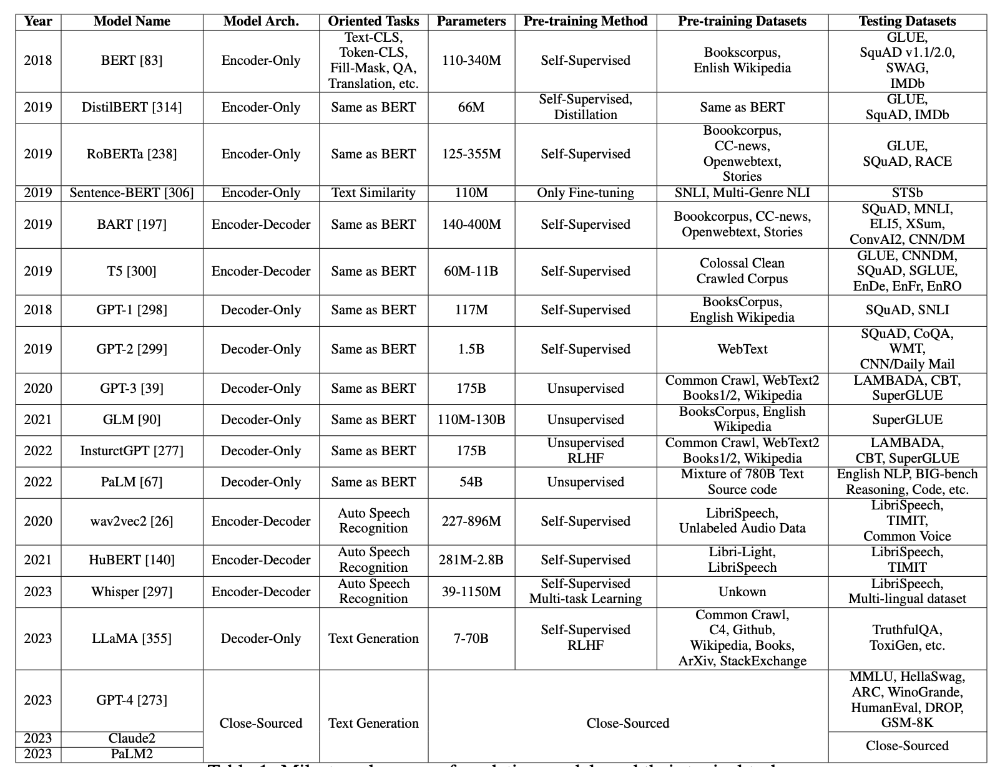 Year Model Name Model Arch. Oriented Tasks Parameters Pre-training Method Pre-training Datasets Testing Datasets
2018 BERT [83] Encoder-Only Text-CLS, Token-CLS, Fill-Mask, QA, Translation, etc. 110-340M Self-Supervised Bookscorpus, Enlish Wikipedia GLUE, SquAD v1.1/2.0, SWAG, IMDb
2019 DistilBERT [314] Encoder-Only Same as BERT 66M Self-Supervised, Distillation Same as BERT GLUE, SquAD, IMDb
2019 RoBERTa [238] Encoder-Only Same as BERT 125-355M Self-Supervised Boookcorpus, CC-news, Openwebtext, Stories GLUE, SQuAD, RACE
2019 Sentence-BERT [306] Encoder-Only Text Similarity 110M Only Fine-tuning SNLI, Multi-Genre NLI STSb
2019 BART [197] Encoder-Decoder Same as BERT 140-400M Self-Supervised Boookcorpus, CC-news, Openwebtext, Stories SQuAD, MNLI, ELI5, XSum, ConvAI2, CNN/DM
2019 T5 [300] Encoder-Decoder Same as BERT 60M-11B Self-Supervised Colossal Clean Crawled Corpus GLUE, CNNDM, SQuAD, SGLUE, EnDe, EnFr, EnRO
2018 GPT-1 [298] Decoder-Only Same as BERT 117M Self-Supervised BooksCorpus, English Wikipedia SQuAD, SNLI
2019 GPT-2 [299] Decoder-Only Same as BERT 1.5B Self-Supervised WebText SQuAD, CoQA, WMT, CNN/Daily Mail
2020 GPT-3 [39] Decoder-Only Same as BERT 175B Unsupervised Common Crawl, WebText2 Books1/2, Wikipedia LAMBADA, CBT, SuperGLUE
2021 GLM [90] Decoder-Only Same as BERT 110M-130B Unsupervised BooksCorpus, English Wikipedia SuperGLUE
2022 InsturctGPT [277] Decoder-Only Same as BERT 175B Unsupervised RLHF Common Crawl, WebText2 Books1/2, Wikipedia LAMBADA, CBT, SuperGLUE
2022 PaLM [67] Decoder-Only Same as BERT 54B Unsupervised Mixture of 780B Text Source code English NLP, BIG-bench Reasoning, Code, etc.
2020 wav2vec2 [26] Encoder-Decoder Auto Speech Recognition 227-896M Self-Supervised LibriSpeech, Unlabeled Audio Data LibriSpeech, TIMIT, Common Voice
2021 HuBERT [140] Encoder-Decoder Auto Speech Recognition 281M-2.8B Self-Supervised Libri-Light, LibriSpeech LibriSpeech, TIMIT
2023 Whisper [297] Encoder-Decoder Auto Speech Recognition 39-1150M Self-Supervised Multi-task Learning Unkown LibriSpeech, Multi-lingual dataset
2023 LLaMA [355] Decoder-Only Text Generation 7-70B Self-Supervised RLHF Common Crawl, C4, Github, Wikipedia, Books, ArXiv, StackExchange TruthfulQA, ToxiGen, etc.
2023 GPT-4 [273] Close-Sourced Text Generation Close-Sourced MMLU, HellaSwag, ARC, WinoGrande, HumanEval, DROP, GSM-8K
2023 Claude2 Close-Sourced
2023 PaLM2